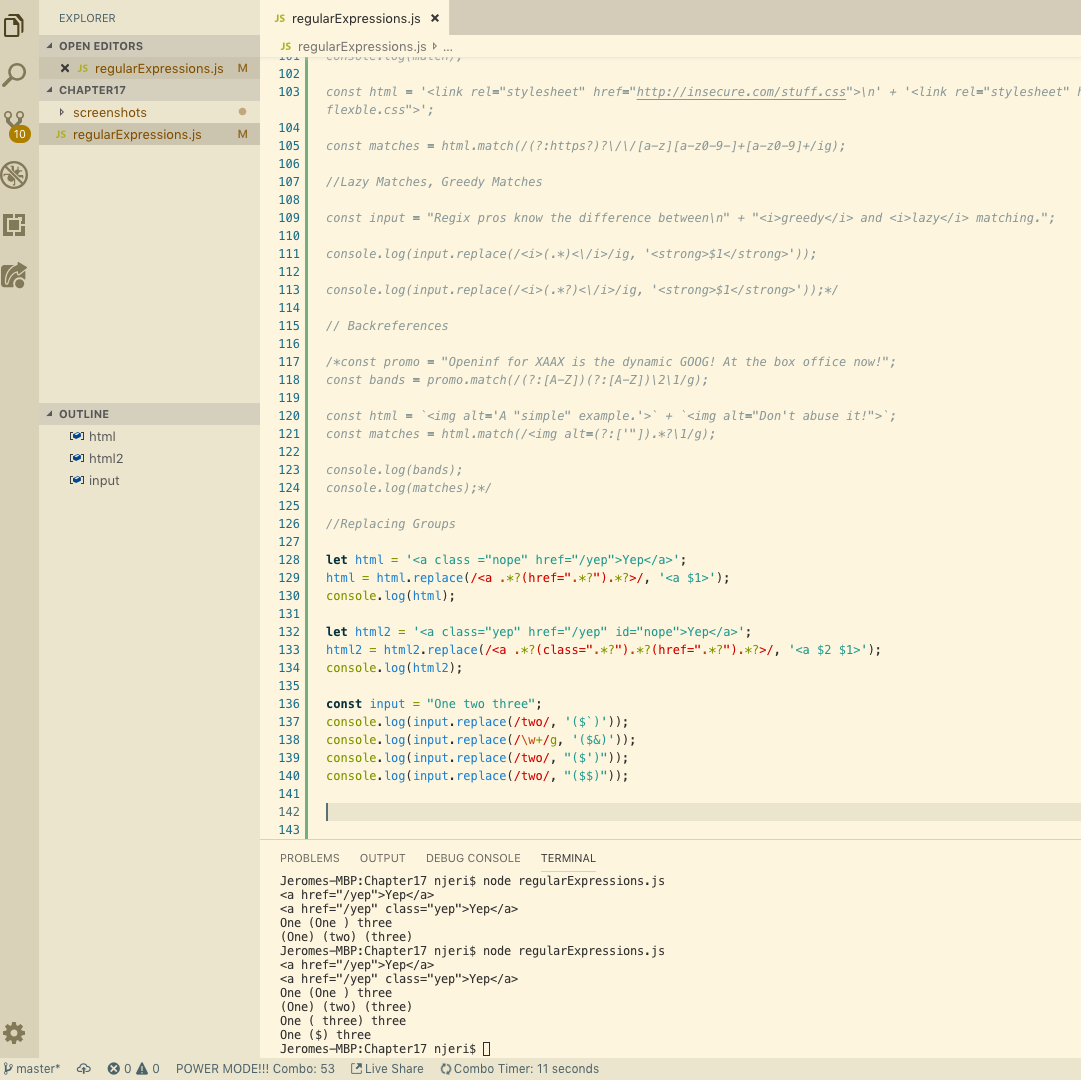 EXPLORER
OPEN EDITORS
JS regularExpressions.js M
CHAPTER17
screenshots
JS regularExpressions.js M
10
OUTLINE
html
html2
input
JS regularExpressions.js
JS regularExpressions.js ...
101 console.log(match);
102
103 const html = '<link rel="stylesheet" href="http://insecure.com/stuff.css">\n' + '<link rel="stylesheet" h
flexble.css">';
104
105 const matches = html.match(/(?:https?)?\/\/[a-z][a-z0-9-]+[a-z0-9]+/ig);
106
107 //Lazy Matches, Greedy Matches
108
109 const input = "Regix pros know the difference between\n" + "<i>greedy</i> and <i>lazy</i> matching.";
110
111 console.log(input.replace(/<i>(.*)<\/i>/ig, '<strong>$1</strong>'));
112
113 console.log(input.replace(/<i>(.*?)<\/i>/ig, '<strong>$1</strong>'));*/
114
115 // Backreferences
116
117 /*const promo = "Openinf for XAAX is the dynamic GOOG! At the box office now!";
118 const bands = promo.match(/(?:[A-Z])(?:[A-Z])\2\1/g);
119
120 const html = `<img alt='A "simple" example.'>` + `<img alt="Don't abuse it!">`;
121 const matches = html.match(/<img alt=(?:['"]).*?\1/g);
122
123 console.log(bands);
124 console.log(matches);*/
125
126 //Replacing Groups
127
128 let html = '<a class ="nope" href="/yep">Yep</a>';
129 html = html.replace(/<a .*?(href=".*?").*?>/, '<a $1>');
130 console.log(html);
131
132 let html2 = '<a class="yep" href="/yep" id="nope">Yep</a>';
133 html2 = html2.replace(/<a .*?(class=".*?").*?(href=".*?").*?>/, '<a $2 $1>');
134 console.log(html2);
135
136 const input = "One two three";
137 console.log(input.replace(/two/, '($`)'));
138 console.log(input.replace(/\w+/g, '($&)'));
139 console.log(input.replace(/two/, "($')"));
140 console.log(input.replace(/two/, "($$)"));
141
142
143
PROBLEMS OUTPUT DEBUG CONSOLE TERMINAL
Jeromes-MBP:Chapter17 njeri$ node regularExpressions.js
<a href="/yep">Yep</a>
<a href="/yep" class="yep">Yep</a>
One (One ) three
(One) (two) (three)
Jeromes-MBP:Chapter17 njeri$ node regularExpressions.js
<a href="/yep">Yep</a>
<a href="/yep" class="yep">Yep</a>
One (One ) three
(One) (two) (three)
One ( three) three
One ($) three
Jeromes-MBP:Chapter17 njeri$
master* 0 0 POWER MODE!!! Combo: 53 Live Share Combo Timer: 11 seconds